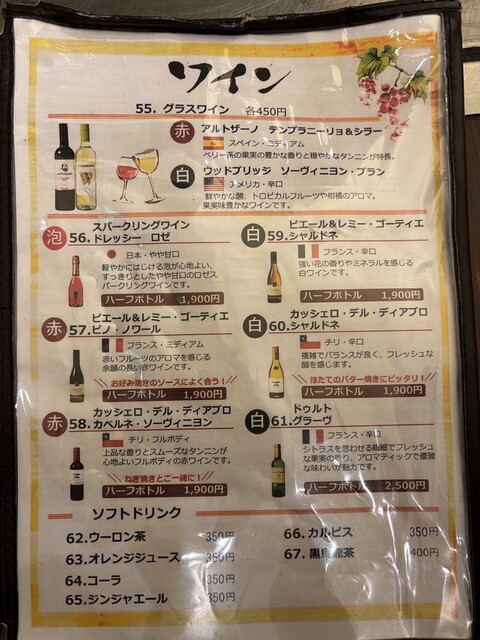 ワイン
55. グラスワイン 各450円
赤 アルトザーノ テンプラニーリョ&シラー
スペイン・ミディアム
ベリー系の果実の豊かな香りと穏やかなタンニンが特長。
白 ウッドブリッジ ソーヴィニヨン・ブラン
アメリカ・辛口
鮮やかな酸、トロピカルフルーツや柑橘のアロマ。
果実味豊かなワインです。
泡 スパークリングワイン
56. ドレッシー ロゼ
日本・やや甘口
軽やかにはじける泡が心地よい、
すっきりとしたやや甘口のロゼス
パークリングワインです。
ハーフボトル 1,900円
白 ピエール&レミー・ゴーティエ
59. シャルドネ
フランス・辛口
強い花の香りやミネラルを感じる
白ワインです。
ハーフボトル 1,900円
赤 ピエール&レミー・ゴーティエ
57. ピノ・ノワール
フランス・ミディアム
赤いフルーツのアロマを感じる
余韻の長い赤ワインです。
お好み焼きのソースによく合う!
ハーフボトル 1,900円
白 カッシェロ・デル・ディアブロ
60. シャルドネ
チリ・辛口
複雑でバランスが良く、フレッシュな
酸を感じます。
ほたてのバター焼きにピッタリ!
ハーフボトル 1,900円
赤 カッシェロ・デル・ディアブロ
58. カベルネ・ソーヴィニヨン
チリ・フルボディ
上品な香りとスムーズなタンニンが
心地よいフルボディの赤ワインです。
ねぎ焼きとご一緒に!
ハーフボトル 1,900円
白 ドゥルト
61. グラーヴ
フランス・辛口
シトラスを思わせる繊細でフレッシュ
な果実の香り、アロマティックで優雅
な味わいが魅力です。
ハーフボトル 2,500円
ソフトドリンク
62. ウーロン茶 350円
63. オレンジジュース 350円
64. コーラ 350円
65. ジンジャエール 350円
66. カルピス 350円
67. 黒烏龍茶 400円